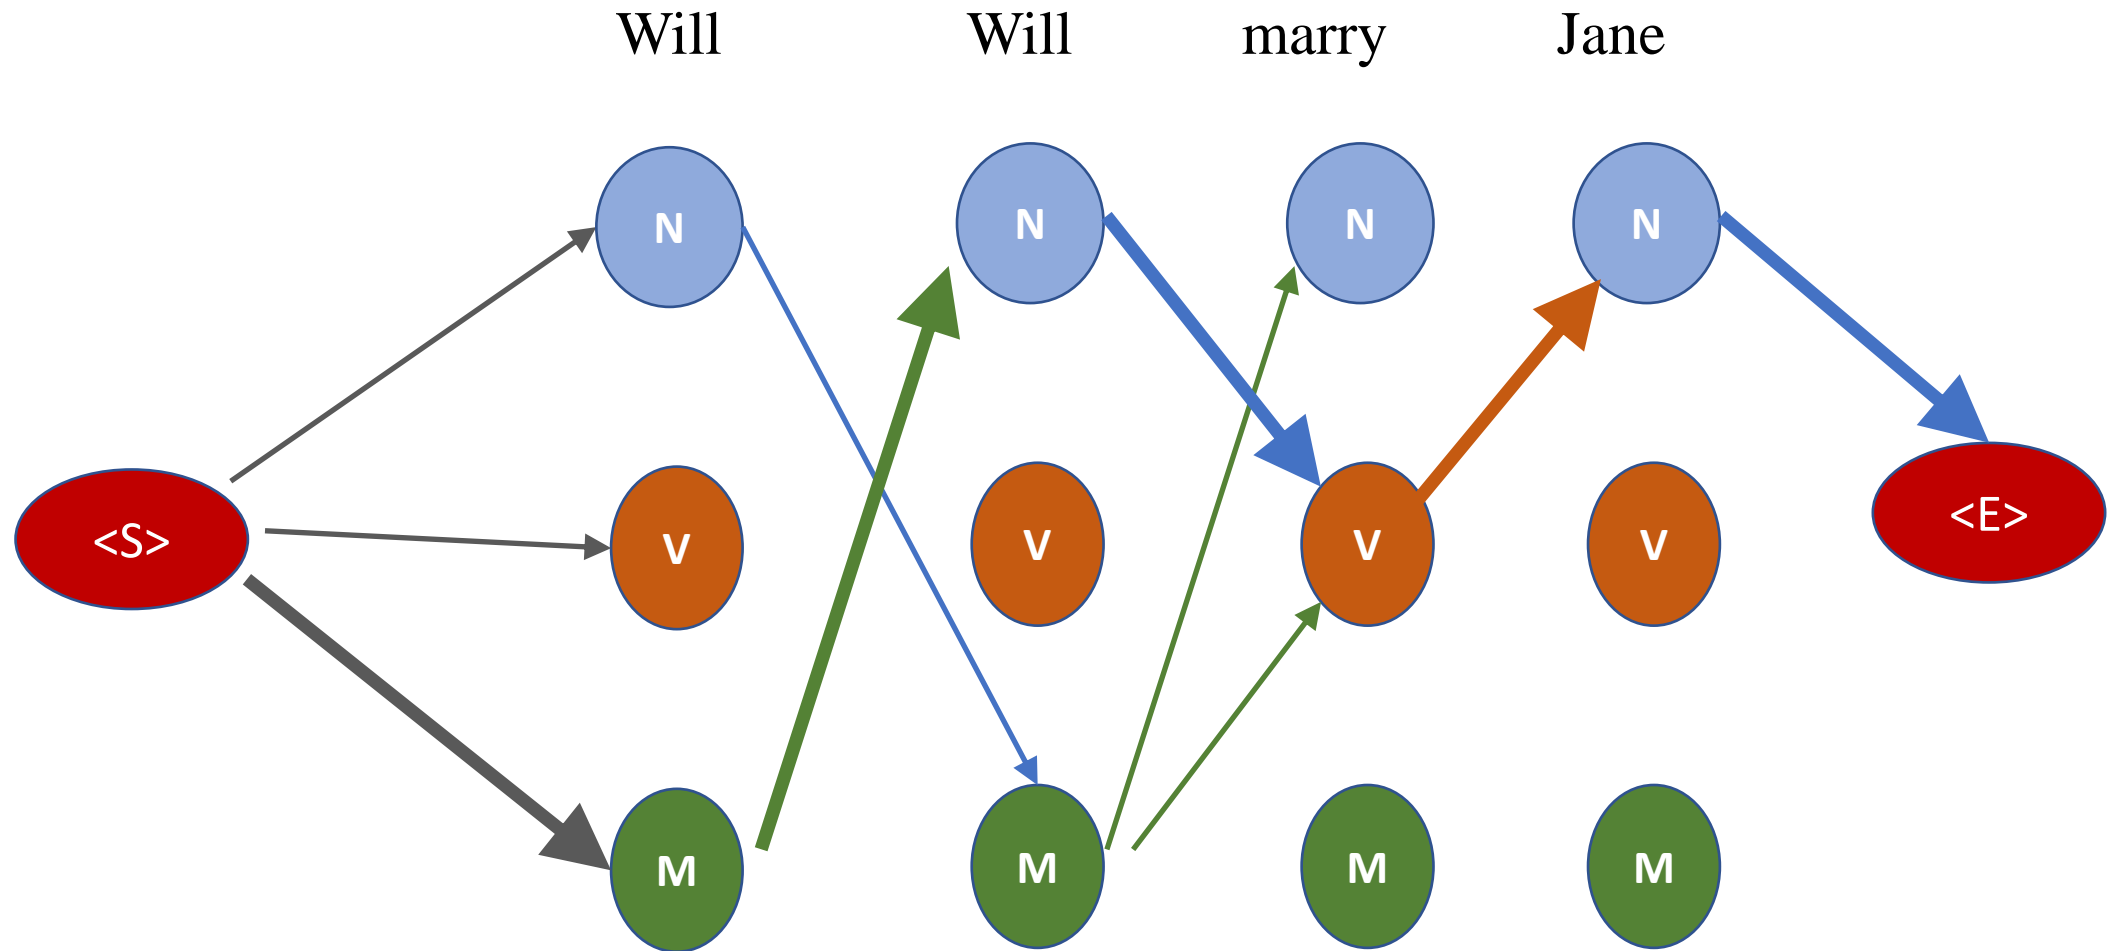 Will Will marry Jane
N N N N
<S> V V V V <E>
M M M M